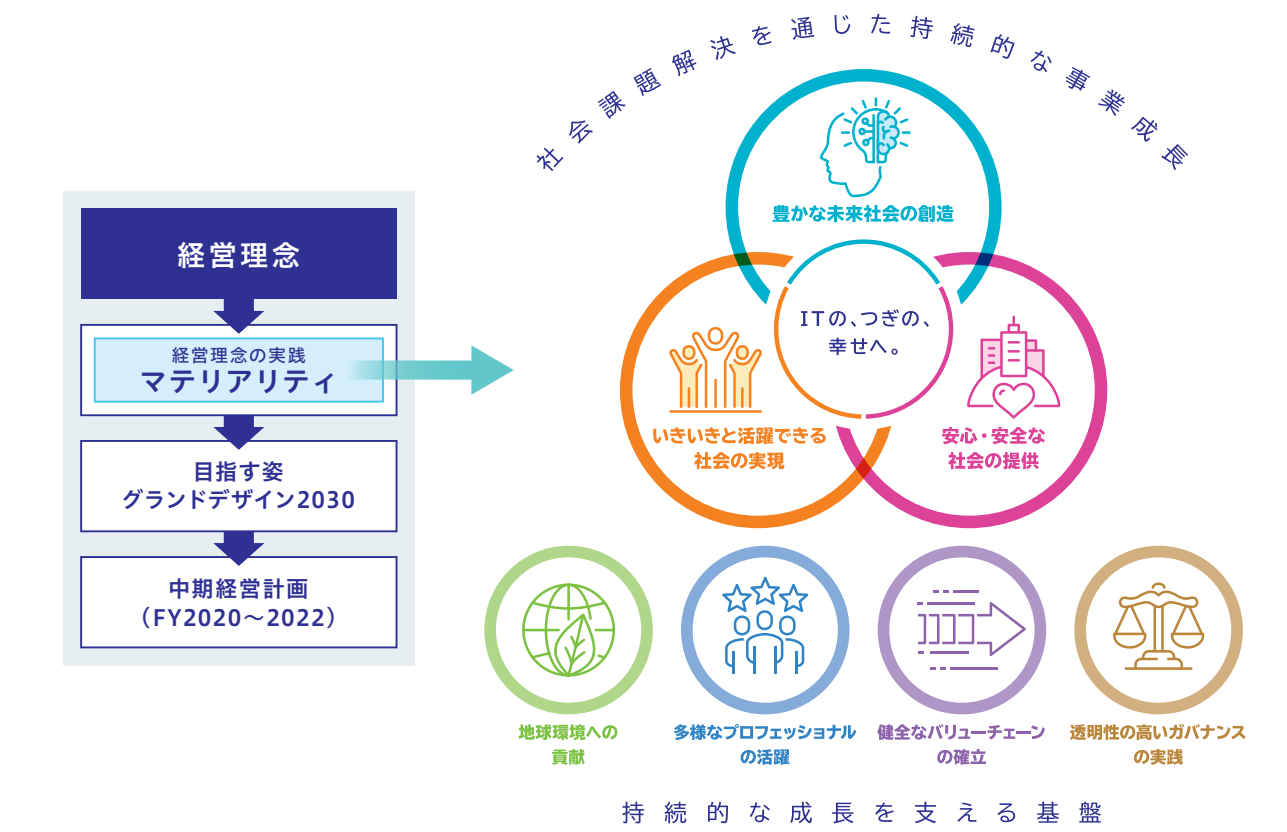 経営理念
経営理念の実践
マテリアリティ
目指す姿
グランドデザイン2030
中期経営計画
（FY2020～2022）
社会課題解決を通じた持続的な事業成長
豊かな未来社会の創造
ITの、つぎの、
幸せへ。
いきいきと活躍できる
社会の実現
安心・安全な
社会の提供
地球環境への
貢献
多様なプロフェッショナル
の活躍
健全なバリューチェーン
の確立
透明性の高いガバナンス
の実践
持続的な成長を支える基盤